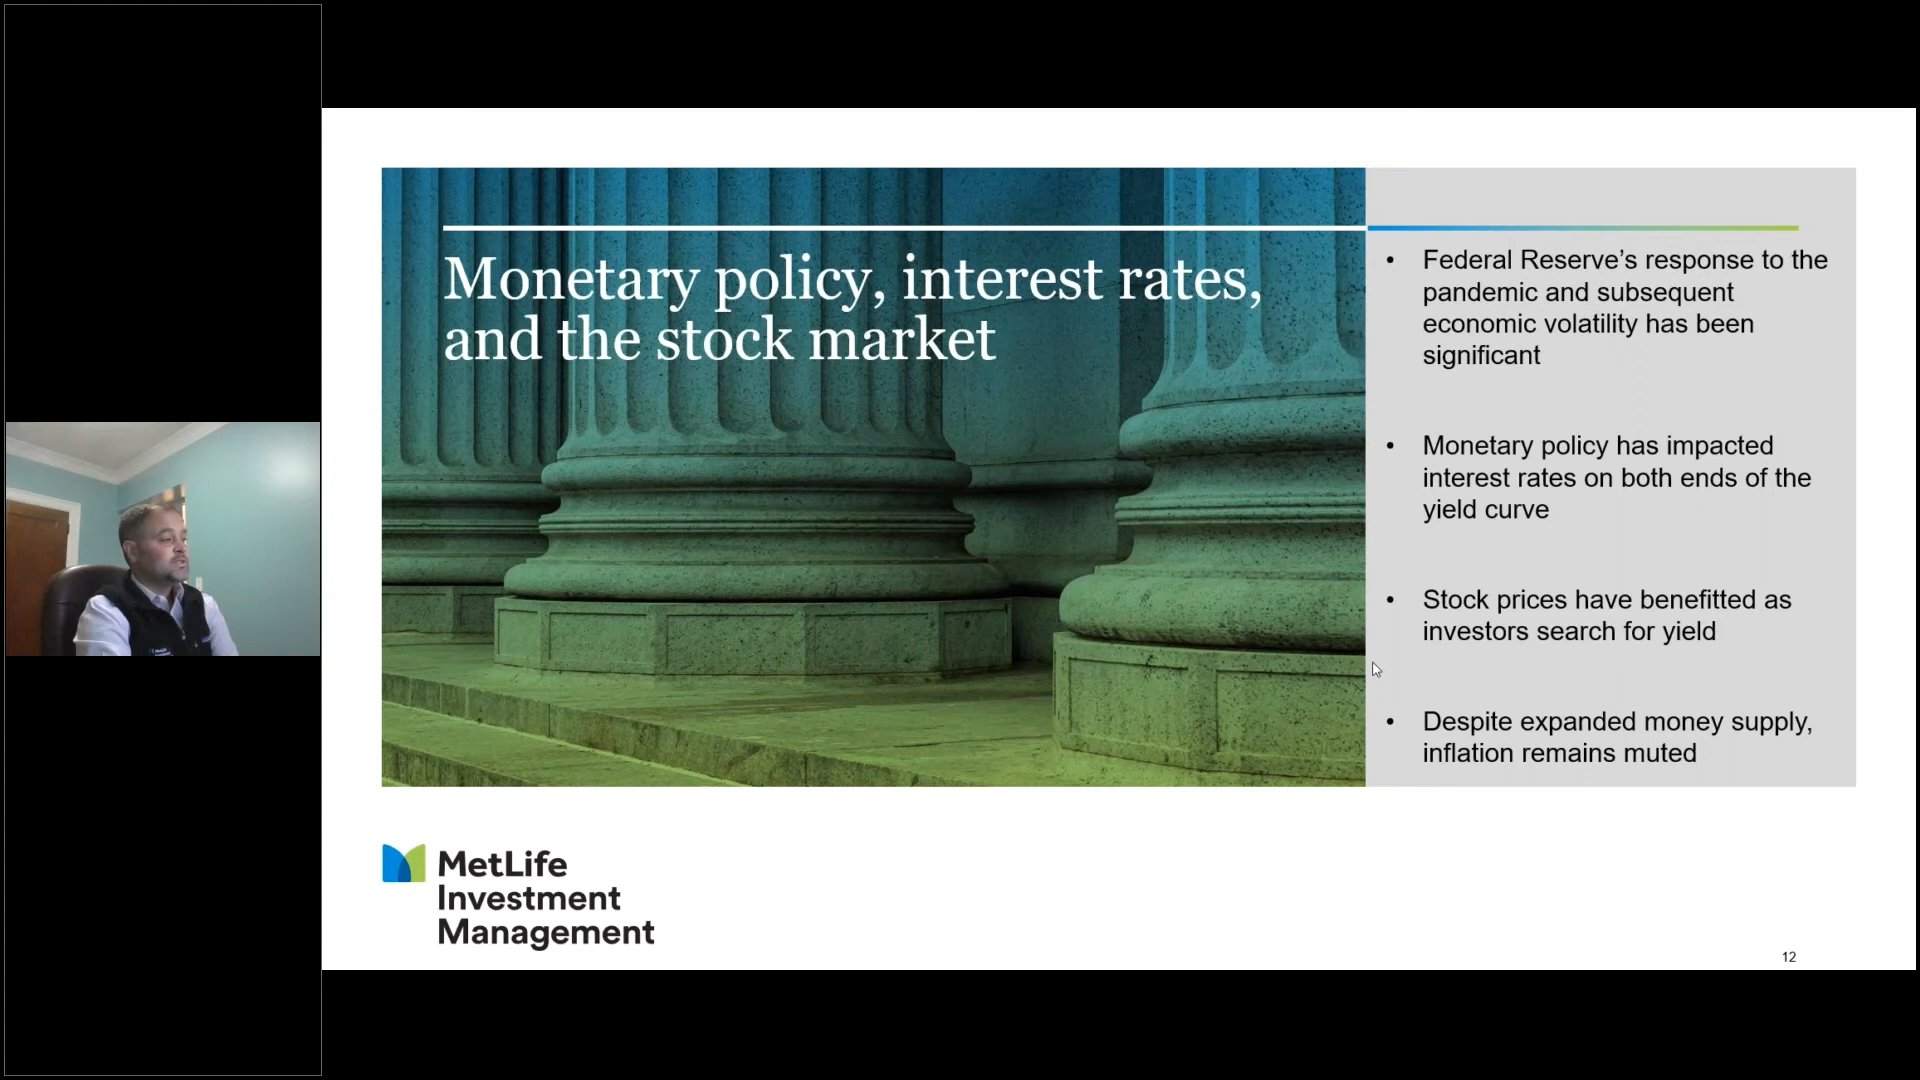 Monetary policy, interest rates,
and the stock market
• Federal Reserve’s response to the
pandemic and subsequent
economic volatility has been
significant
• Monetary policy has impacted
interest rates on both ends of the
yield curve
• Stock prices have benefitted as
investors search for yield
• Despite expanded money supply,
inflation remains muted
MetLife
Investment
Management
12